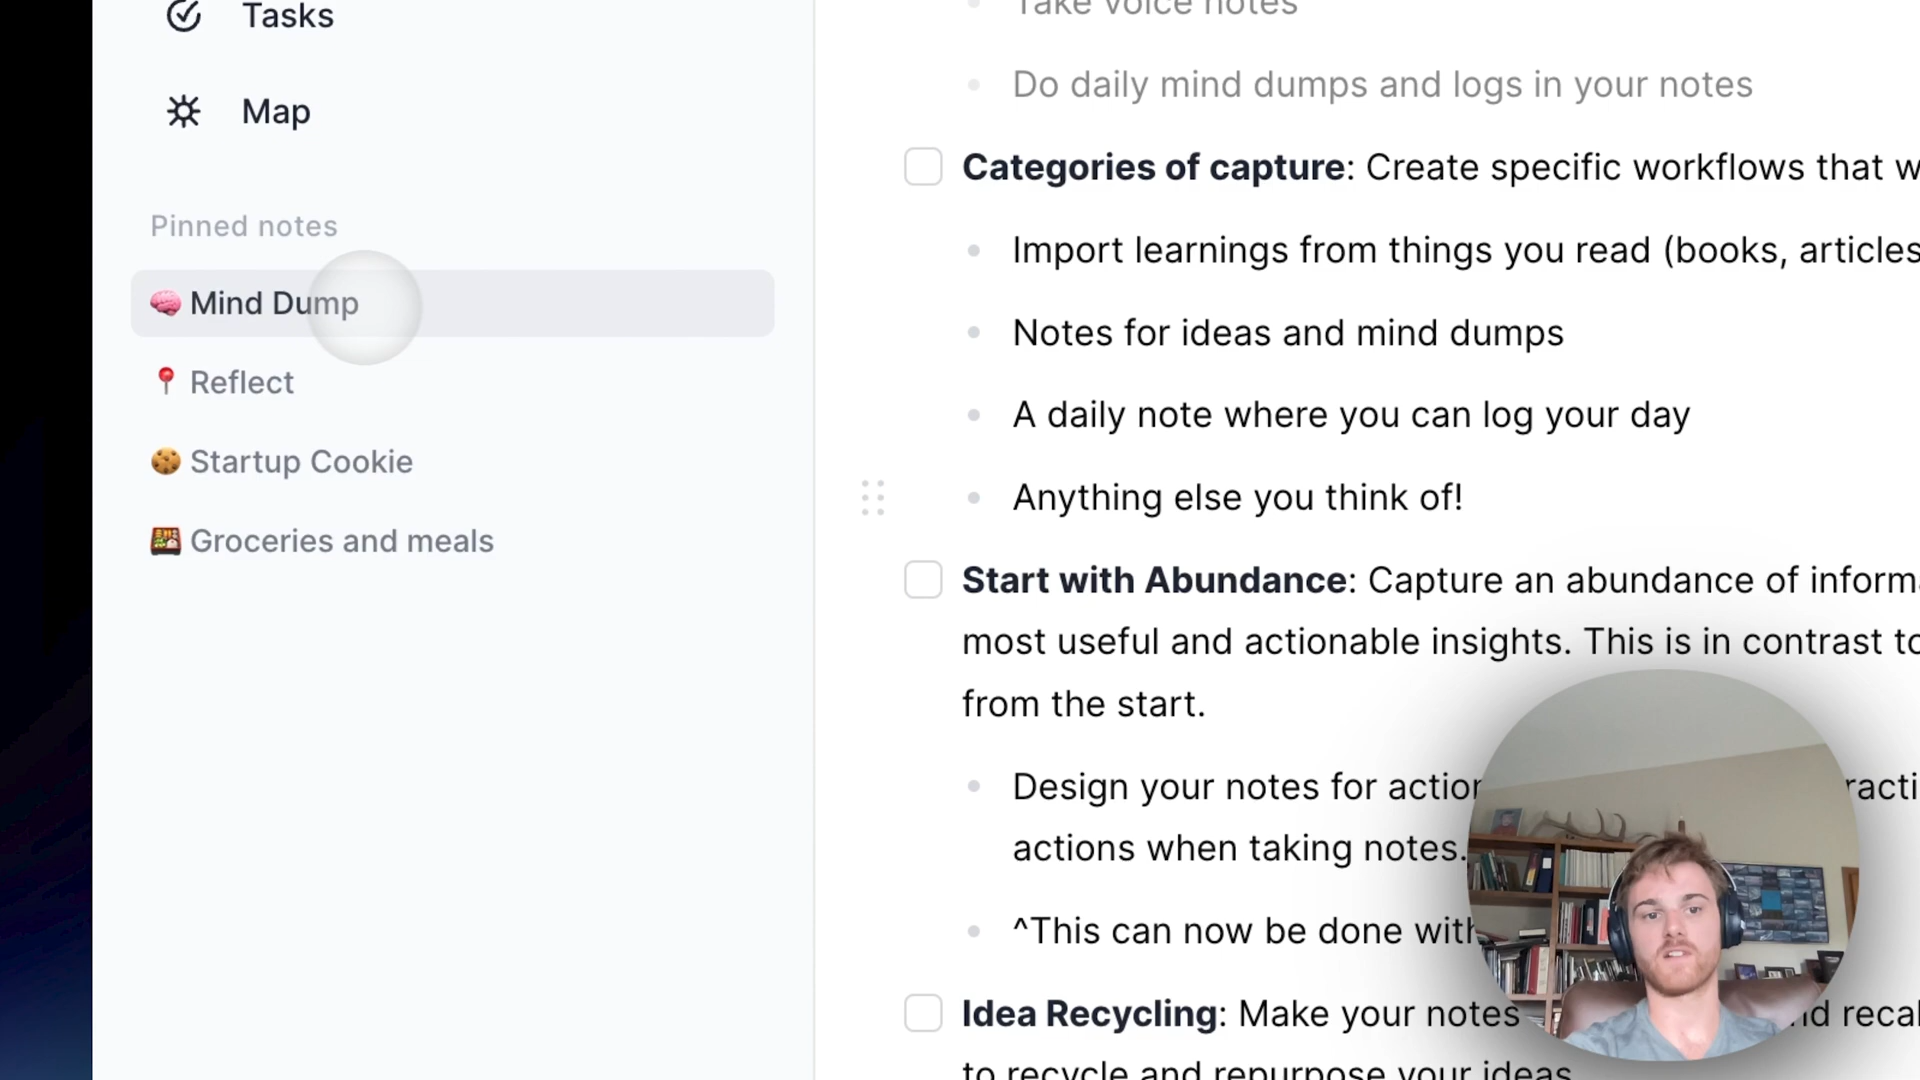 Tasks
Map
Pinned notes
Mind Dump
Reflect
Startup Cookie
Groceries and meals
Take voice notes
Do daily mind dumps and logs in your notes
Categories of capture: Create specific workflows that w
Import learnings from things you read (books, articles
Notes for ideas and mind dumps
A daily note where you can log your day
Anything else you think of!
Start with Abundance: Capture an abundance of inform
most useful and actionable insights. This is in contrast to
from the start.
Design your notes for action racti
actions when taking notes.
^This can now be done with
Idea Recycling: Make your notes nd recal
to recycle and repurpose your ideas